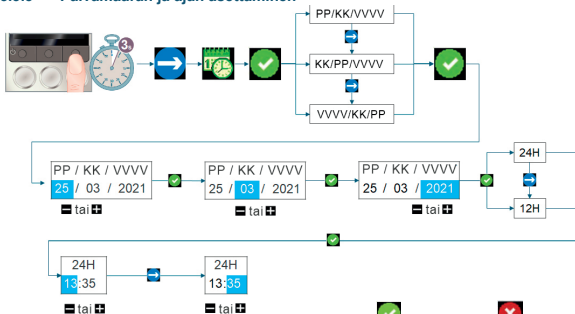 Päivämäärän ja ajan asettaminen
3s
PP/KK/VVVV
KK/PP/VVVV
VVVV/KK/PP
PP / KK / VVVV
25 / 03 / 2021
tai
PP / KK / VVVV
25 / 03 / 2021
tai
PP / KK / VVVV
25 / 03 / 2021
tai
24H
12H
24H
13:35
tai
24H
13:35
tai